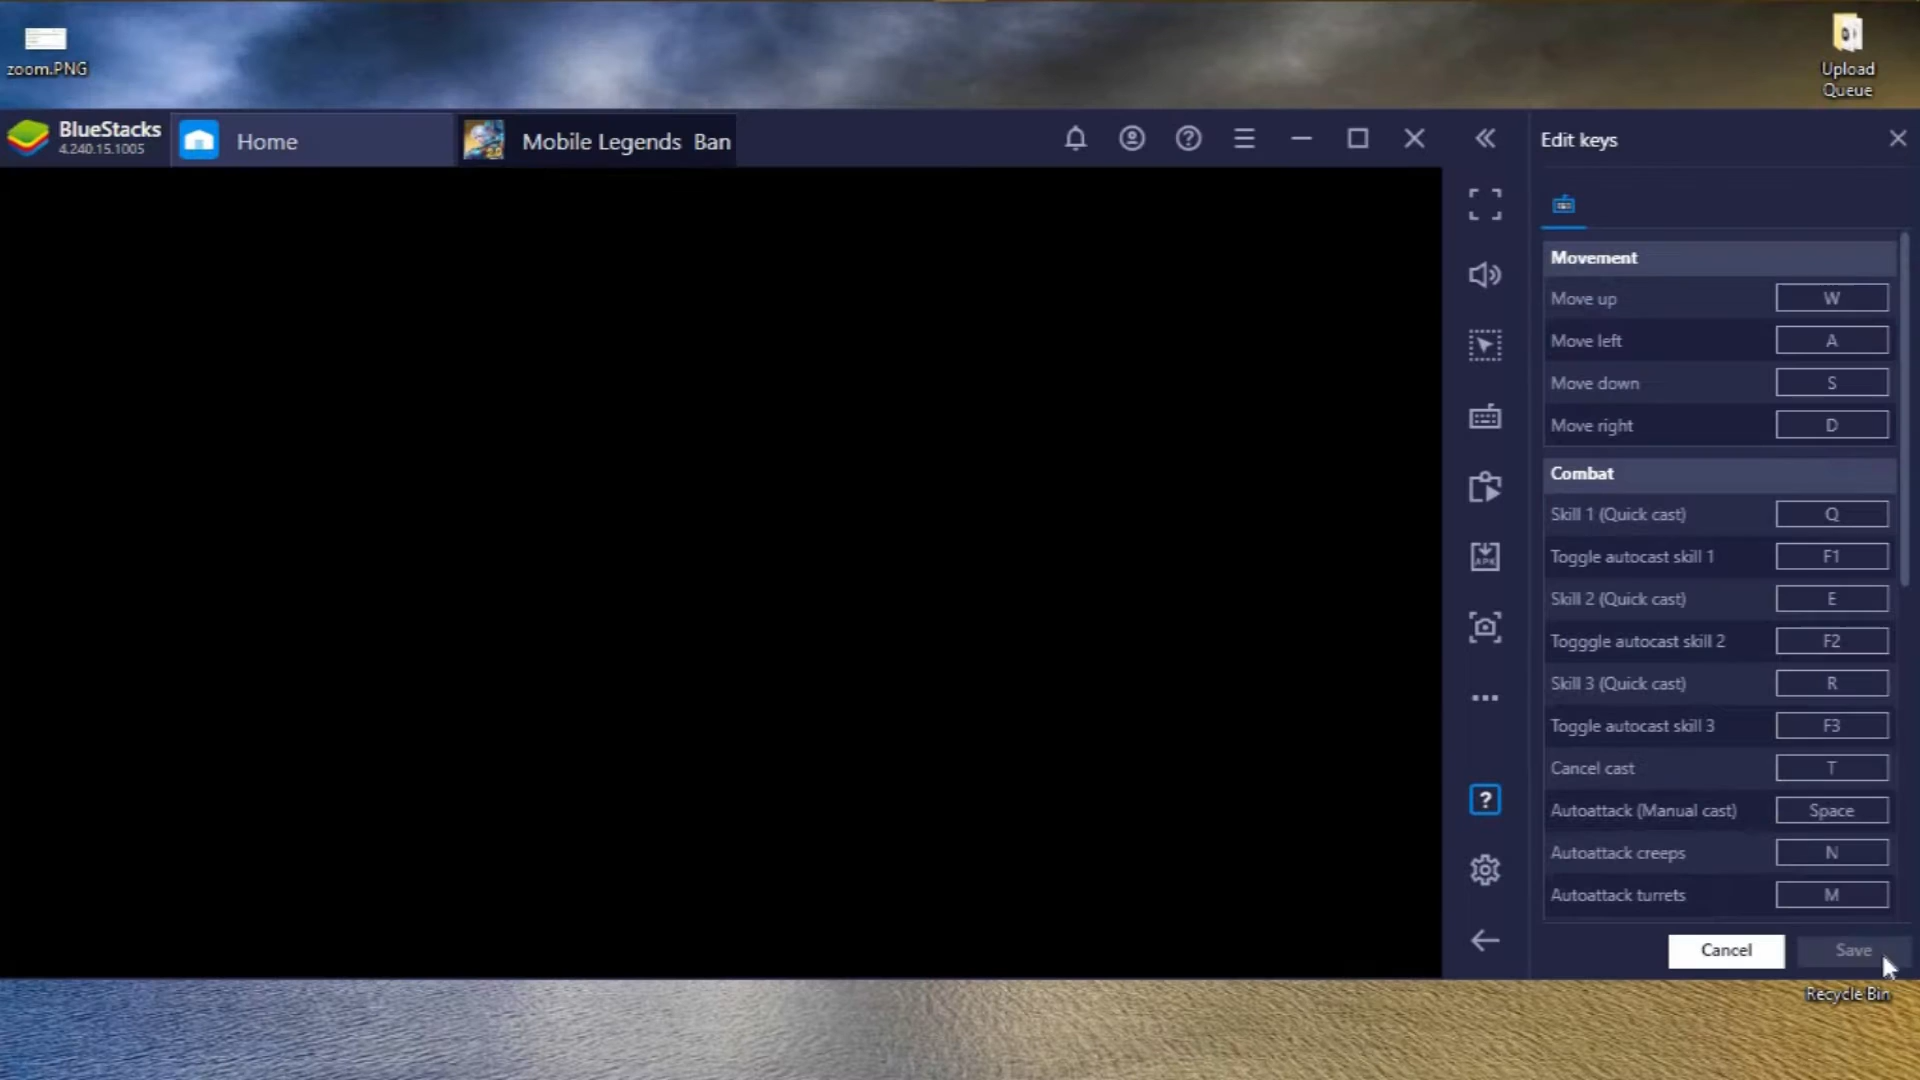 zoom.PNG
Upload
Queue
BlueStacks
4.240.15.1005
Home
Mobile Legends Ban
Edit keys
Movement
Move up W
Move left A
Move down S
Move right D
Combat
Skill 1 (Quick cast) Q
Toggle autocast skill 1 F1
Skill 2 (Quick cast) E
Togggle autocast skill 2 F2
Skill 3 (Quick cast) R
Toggle autocast skill 3 F3
Cancel cast T
Autoattack (Manual cast) Space
Autoattack creeps N
Autoattack turrets M
APK
Cancel Save
Recycle Bin